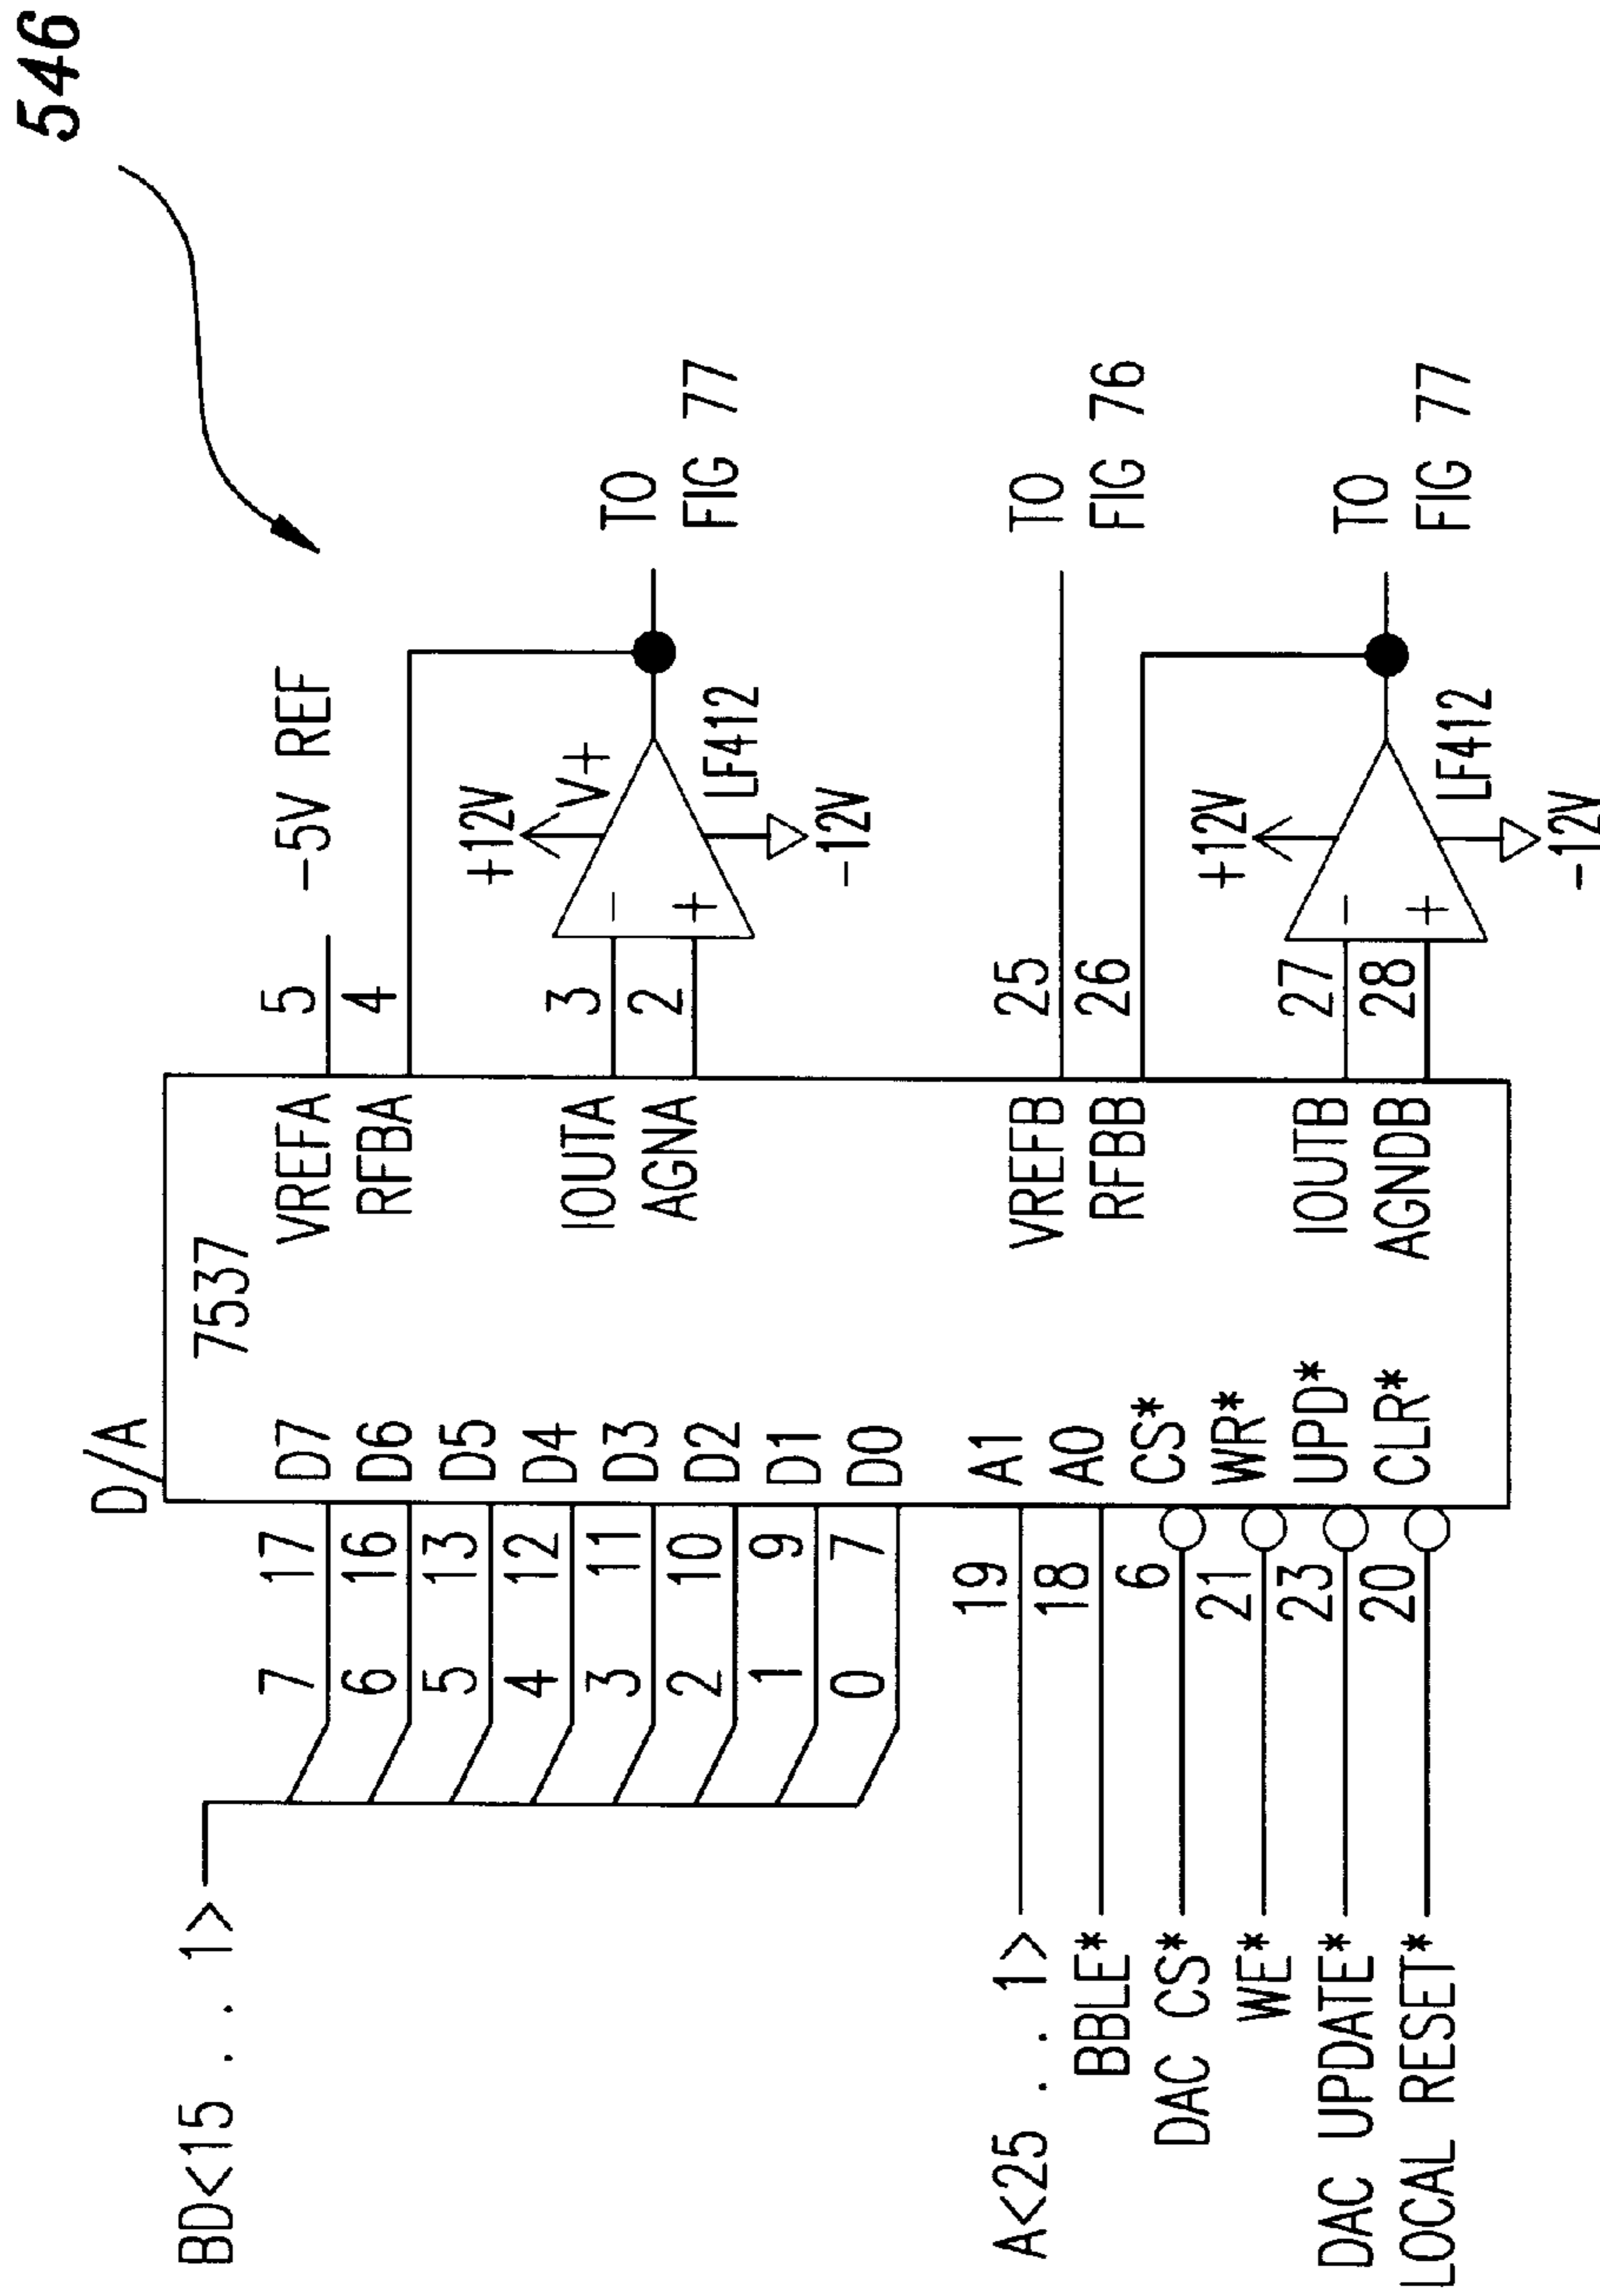 546
D/A
7537
BD<15 . . 1>
7 17 D7
6 16 D6
5 13 D5
4 12 D4
3 11 D3
2 10 D2
1 9 D1
0 7 D0
A<25 . . 1> 19 A1
BBLE* 18 A0
DAC CS* 6 CS*
WE* 21 WR*
DAC UPDATE* 23 UPD*
LOCAL RESET* 20 CLR*
VREFA 5 -5V REF
RFBA 4
+12V
V+
IOUTA 3 -
AGNA 2 +
LF412
-12V
TO
FIG 77
VREFB 25 TO
RFBB 26 FIG 76
+12V
IOUTB 27 -
AGNDB 28 +
LF412
-12V
TO
FIG 77